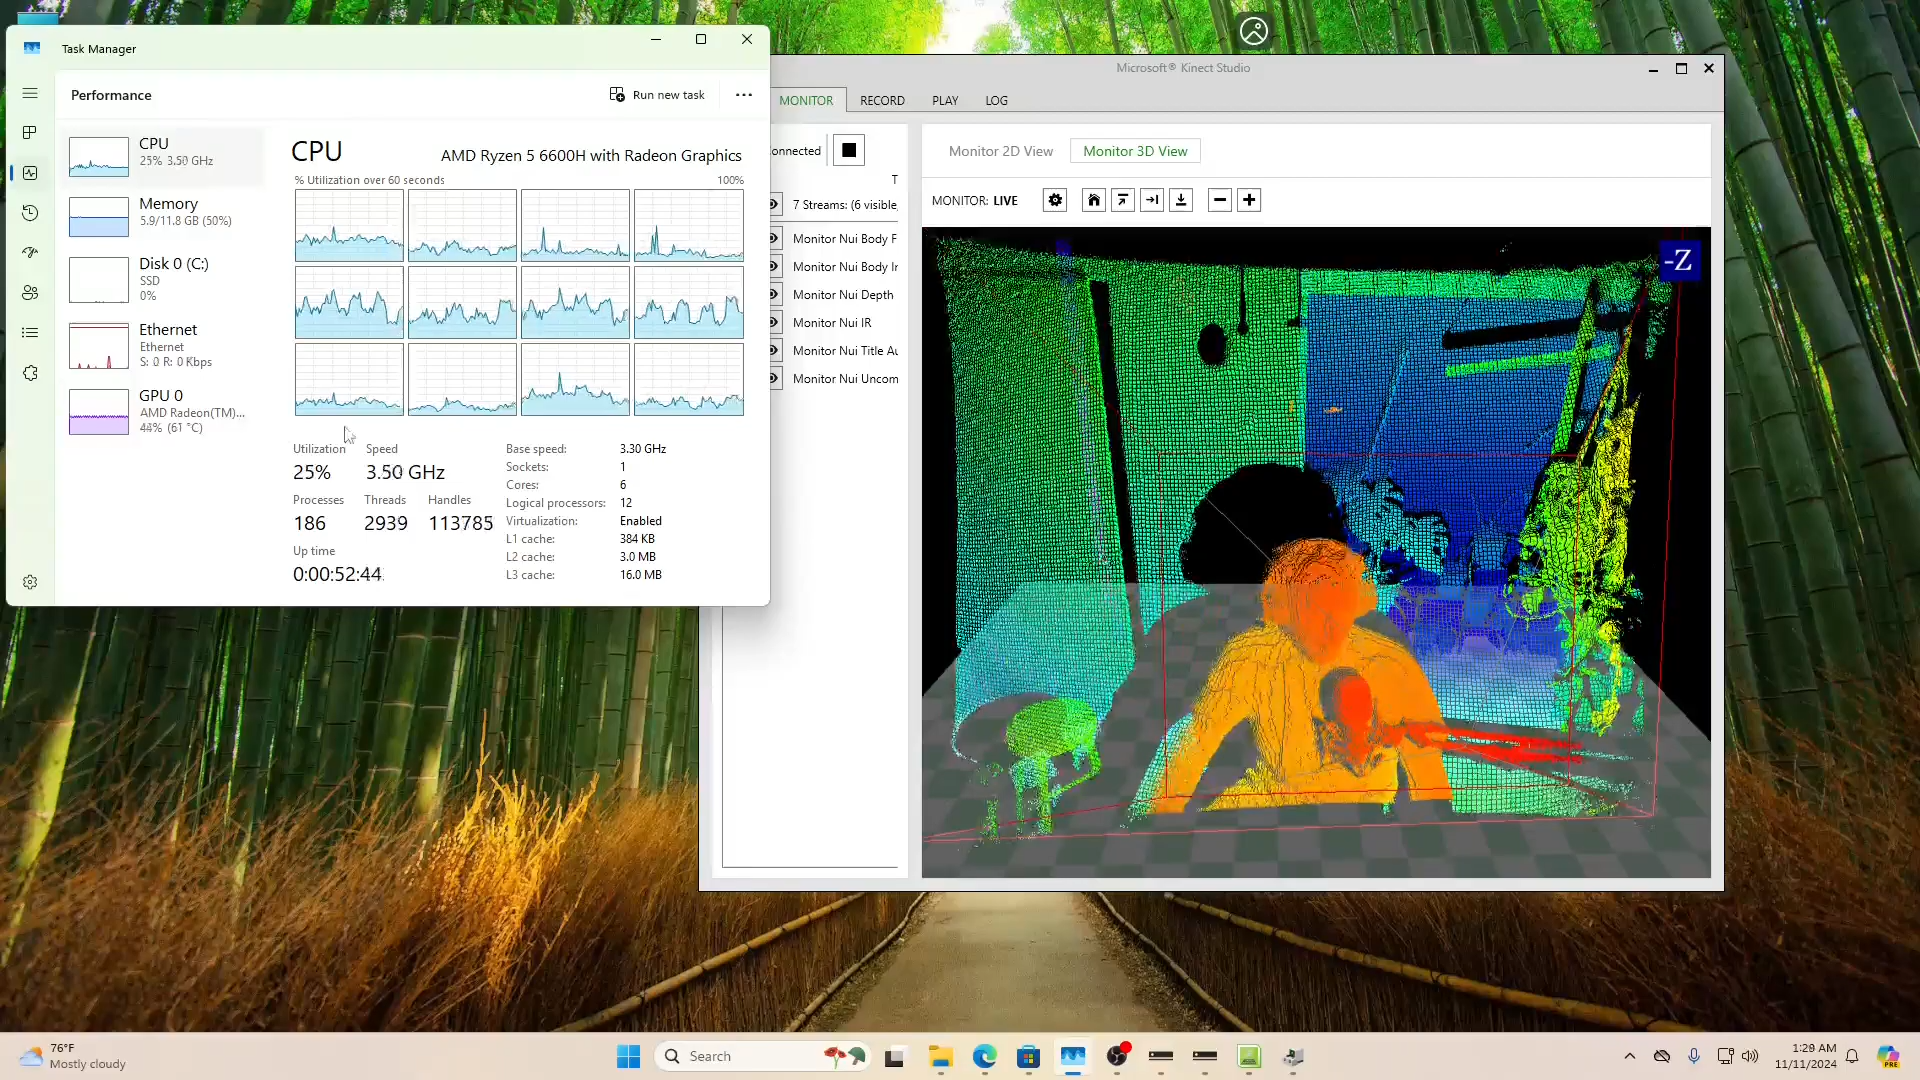 Task Manager
Performance
Run new task
CPU
25% 3.50 GHz
Memory
5.9/11.8 GB (50%)
Disk 0 (C:)
SSD
0%
Ethernet
Ethernet
S: 0 R: 0 Kbps
GPU 0
AMD Radeon(TM)...
44% (61 °C)
CPU
AMD Ryzen 5 6600H with Radeon Graphics
% Utilization over 60 seconds
100%
Utilization
Speed
25%
3.50 GHz
Processes
Threads
Handles
186
2939
113785
Up time
0:00:52:44
Base speed:
3.30 GHz
Sockets:
1
Cores:
6
Logical processors:
12
Virtualization:
Enabled
L1 cache:
384 KB
L2 cache:
3.0 MB
L3 cache:
16.0 MB
Microsoft® Kinect Studio
MONITOR
RECORD
PLAY
LOG
onnected
T
7 Streams: (6 visible,
Monitor Nui Body F
Monitor Nui Body Ir
Monitor Nui Depth
Monitor Nui IR
Monitor Nui Title Au
Monitor Nui Uncom
Monitor 2D View
Monitor 3D View
MONITOR: LIVE
-Z
76°F
Mostly cloudy
Search
1:29 AM
11/11/2024
PRE